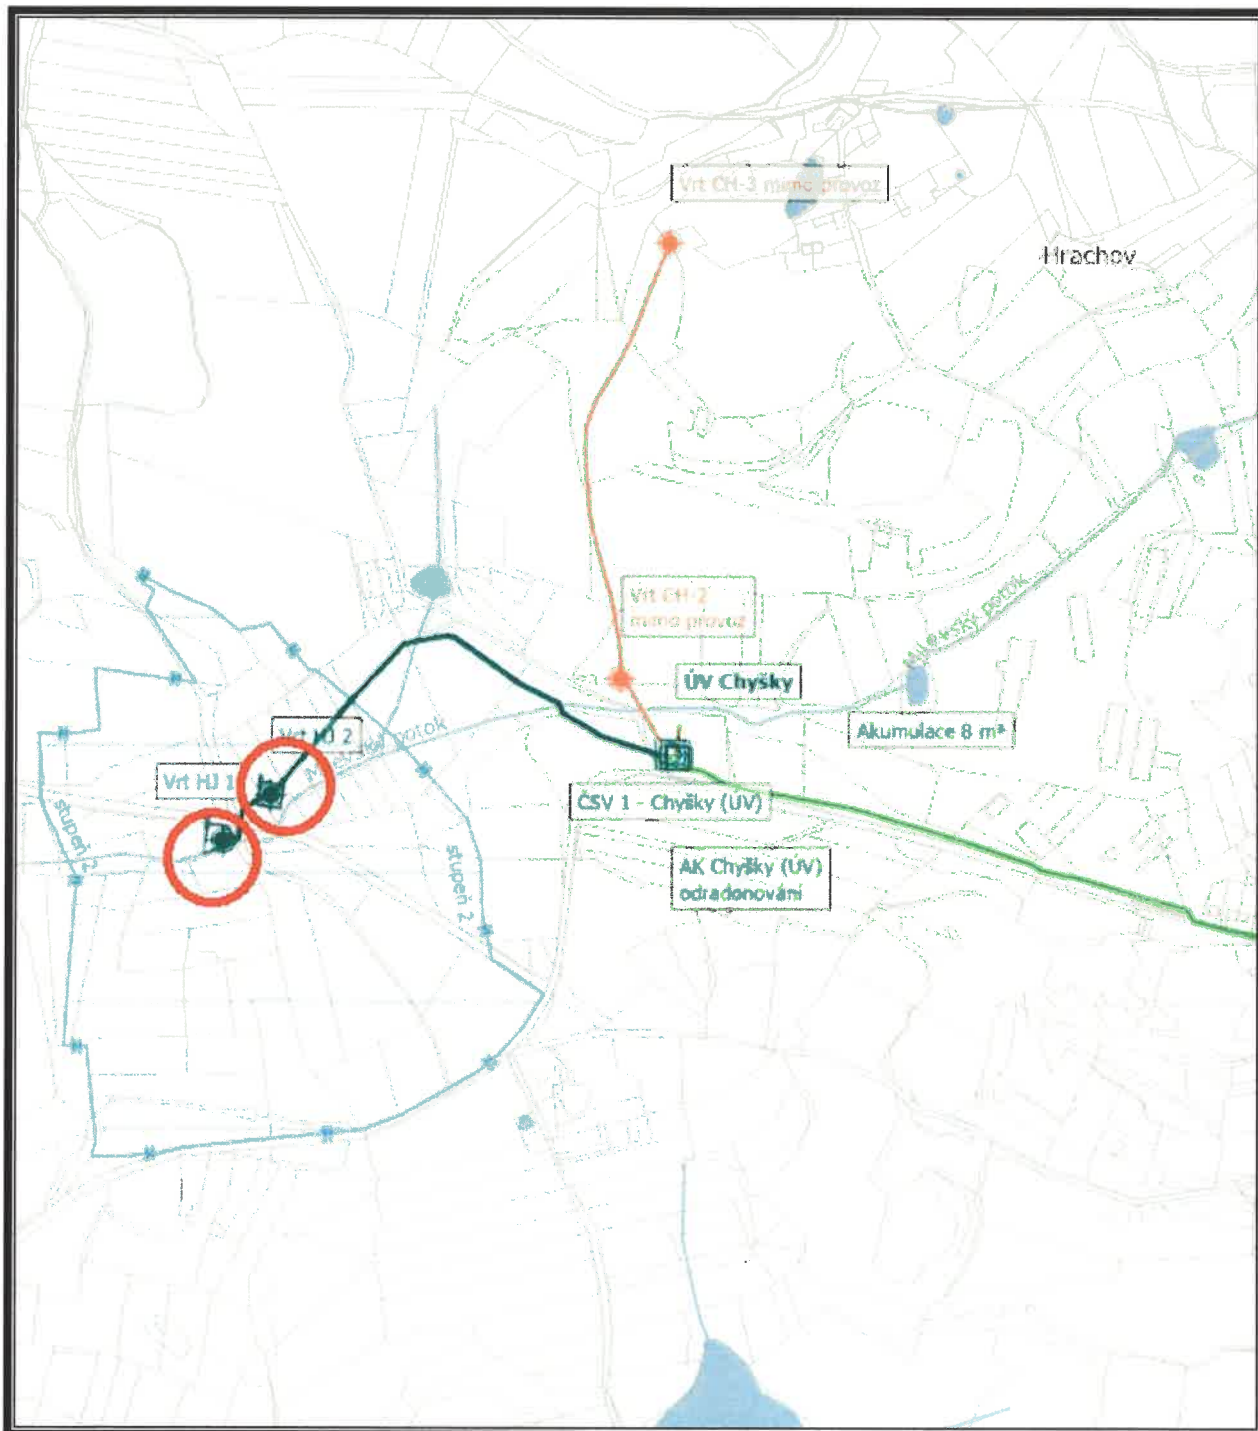 Vrt CH-3 mimo provoz
Hrachov
Vrt CH-2
mimo provoz
potok
ÚV Chyšky
Akumulace 8 m³
Vrt HJ 2
potok
Vrt HJ 1
ČSV 1 - Chyšky (ÚV)
stupeň 2
stupeň 2
AK Chyšky (ÚV)
odradonování